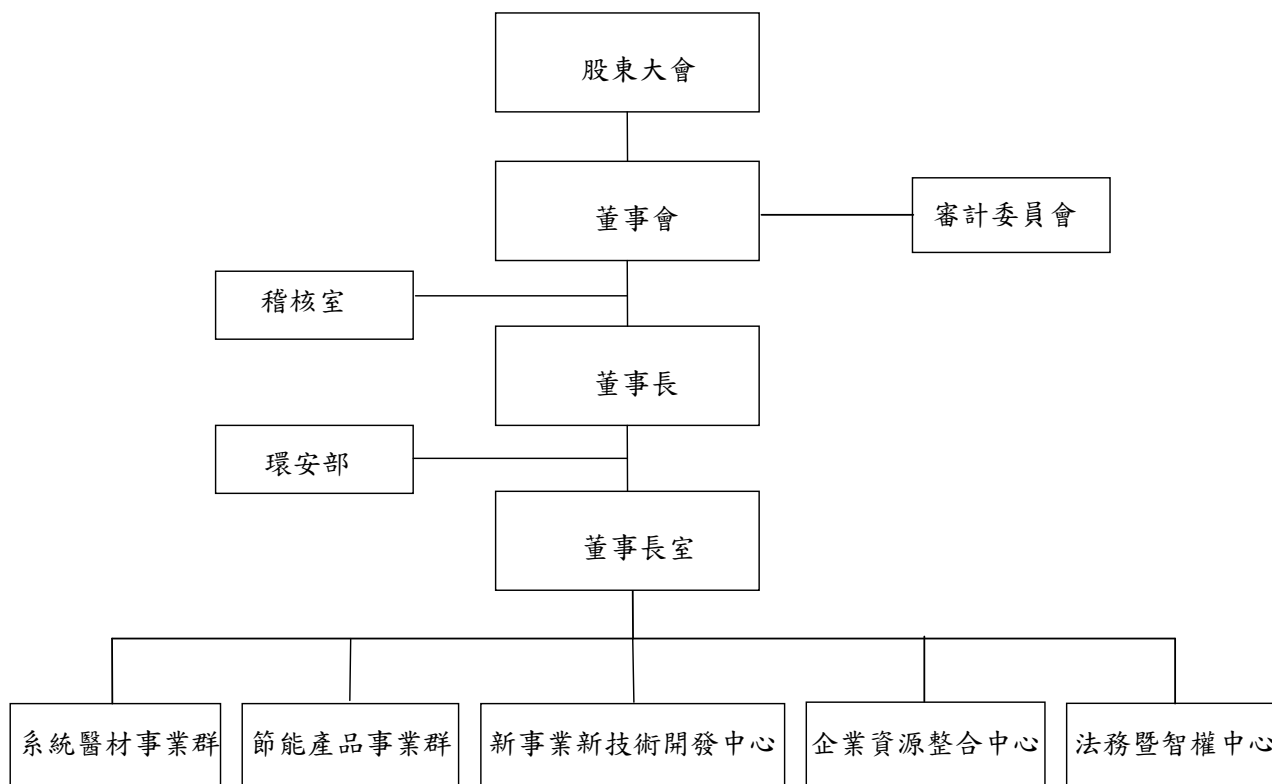 股東大會
董事會
審計委員會
稽核室
董事長
環安部
董事長室
系統醫材事業群
節能產品事業群
新事業新技術開發中心
企業資源整合中心
法務暨智權中心